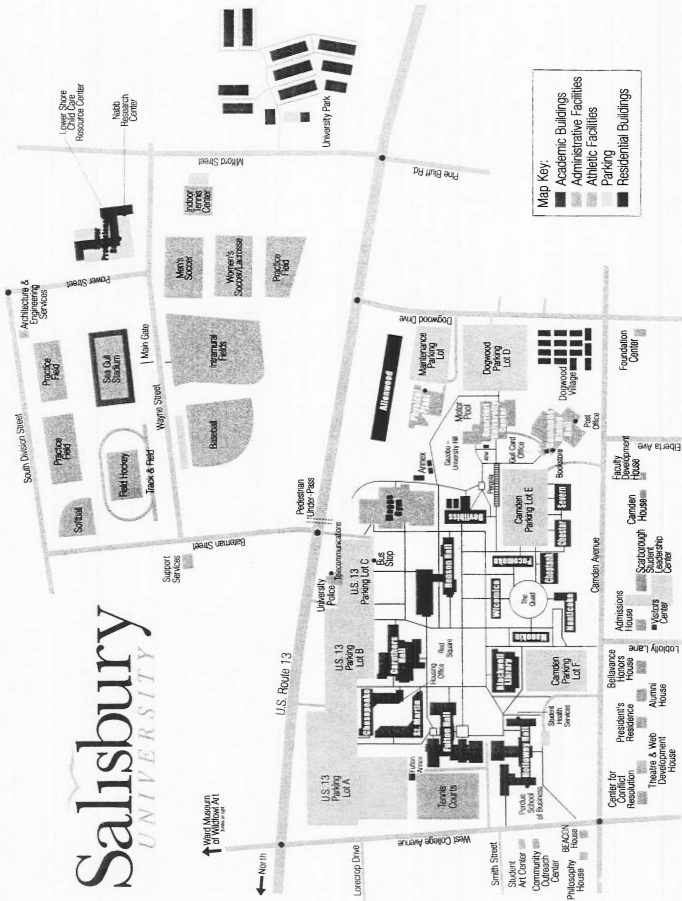 Salisbury
UNIVERSITY
Ward Museum
of Wildfowl Art
North
South Division Street
Architecture &
Engineering
Services
Power Street
Lower Shore
Child Care
Resource Center
Nabb
Research
Center
Softball
Practice
Field
Practice
Field
Field Hockey
Track & Field
Sea Gull
Stadium
Main Gate
Wayne Street
Milford Street
Bateman Street
Support
Services
Baseball
Intramural
Fields
Men's
Soccer
Women's
Soccer/Lacrosse
Practice
Field
Indoor
Tennis
Center
University Park
Pine Bluff Rd.
Pedestrian
Under-Pass
U.S. Route 13
University
Police
Telecommunications
Bus
Stop
U.S. 13
Parking
Lot A
U.S. 13
Parking
Lot B
U.S. 13
Parking Lot C
Maggs
Gym
Allenwood
Dogwood Drive
Maintenance
Parking
Lot
Annex
Gazebo –
University Hill
Motor
Pool
Dogwood
Parking
Lot D
Dogwood
Village
Chesapeake
St. Martin
Caruthers
Hall
Henson Hall
Devilbiss
Pergola
Gull Card
Office
Bookstore
Post
Office
Fulton
Annex
Fulton Hall
Tennis
Courts
Housing
Office
Red
Square
Blackwell
Library
Student
Health
Services
Holloway Hall
Perdue
School
of Business
Wicomico
Pocomoke
The
Quad
Manokin
Nanticoke
Choptank
Chester
Severn
Camden
Parking Lot E
Camden
Parking
Lot F
West College Avenue
Lorecrop Drive
Smith Street
Student
Art Center
Community
Outreach
Center
Philosophy
House
BEACON
House
Camden Avenue
Center for
Conflict
Resolution
Theatre & Web
Development
House
President's
Residence
Alumni
House
Bellavance
Honors
House
Loblolly Lane
Admissions
House
Visitors
Center
Scarborough
Student
Leadership
Center
Camden
House
Faculty
Development
House
Elberta Ave
Foundation
Center
Map Key:
Academic Buildings
Administrative Facilities
Athletic Facilities
Parking
Residential Buildings